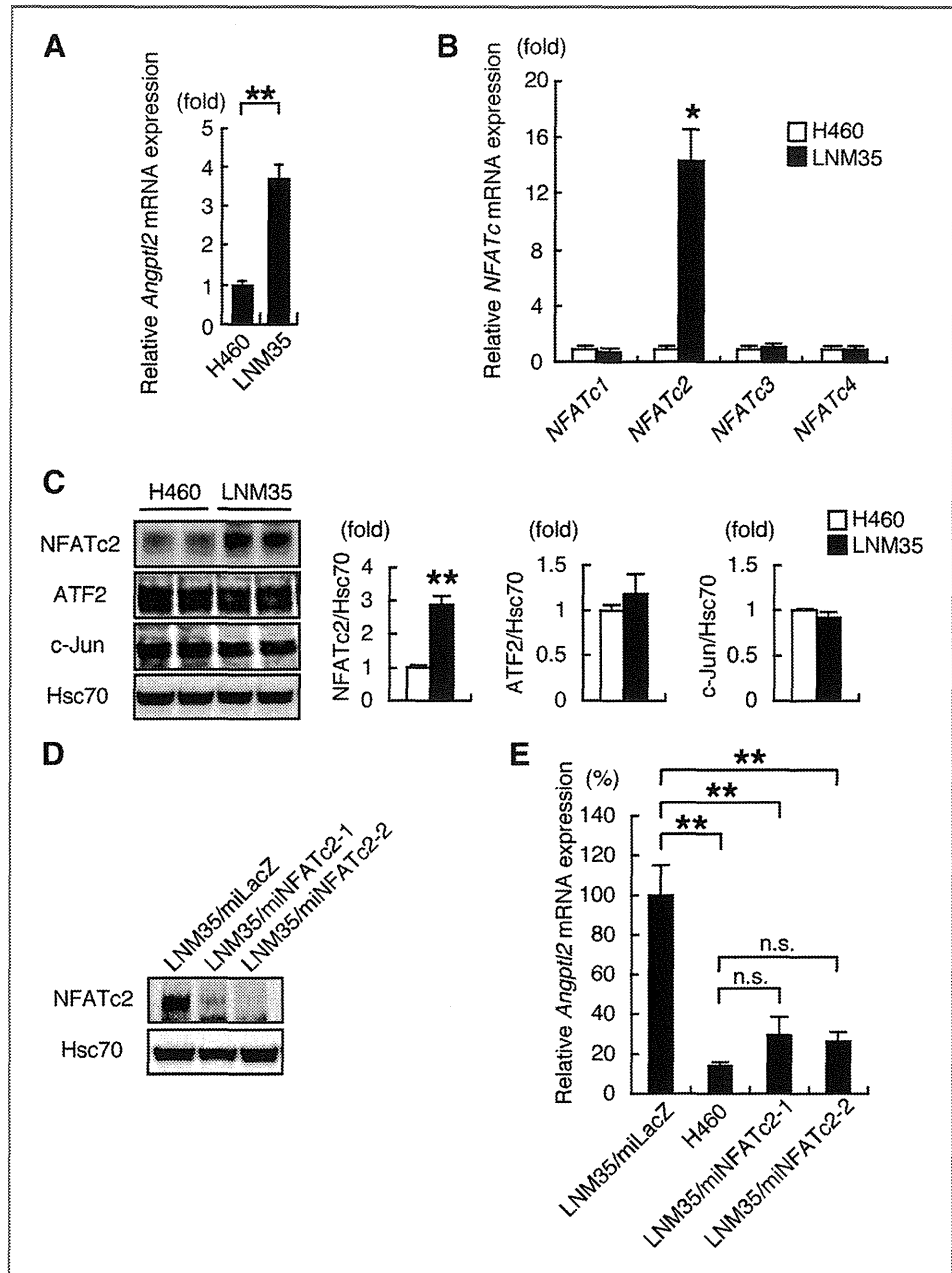 A
Relative Angptl2 mRNA expression
(fold)
**
5
4
3
2
1
0
H460
LNM35
B
(fold)
Relative NFATc mRNA expression
20
16
12
8
4
0
*
H460
LNM35
NFATc1
NFATc2
NFATc3
NFATc4
C
H460 LNM35
NFATc2
ATF2
c-Jun
Hsc70
(fold)
NFATc2/Hsc70
4
3
2
1
0
**
(fold)
ATF2/Hsc70
1.5
1
0.5
0
(fold)
c-Jun/Hsc70
1.5
1
0.5
0
H460
LNM35
D
LNM35/miLacZ
LNM35/miNFATc2-1
LNM35/miNFATc2-2
NFATc2
Hsc70
E
Relative Angptl2 mRNA expression
(%)
140
120
100
80
60
40
20
0
**
**
**
n.s.
n.s.
LNM35/miLacZ
H460
LNM35/miNFATc2-1
LNM35/miNFATc2-2